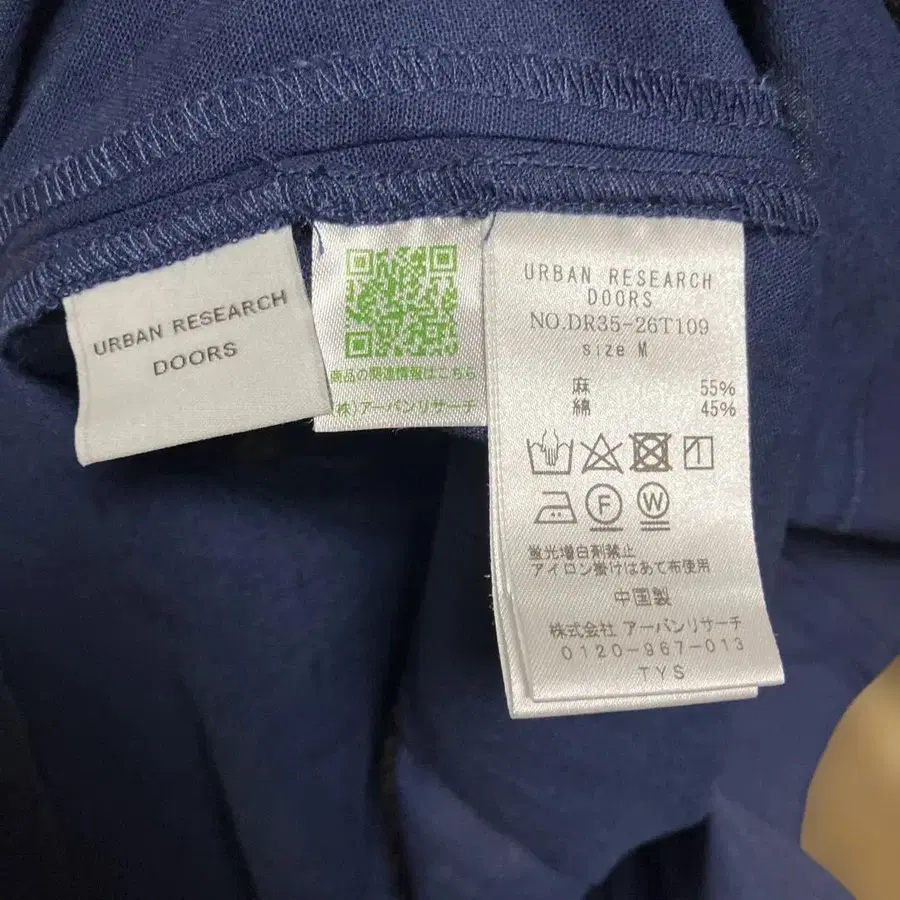 URBAN RESEARCH
DOORS
商品の関連情報はこちら
(株)アーバンリサーチ
URBAN RESEARCH
DOORS
NO.DR35-26T109
size M
麻 55%
綿 45%
F W
蛍光増白剤禁止
アイロン掛けはあて布使用
中国製
株式会社 アーバンリサーチ
0120-967-013
TYS